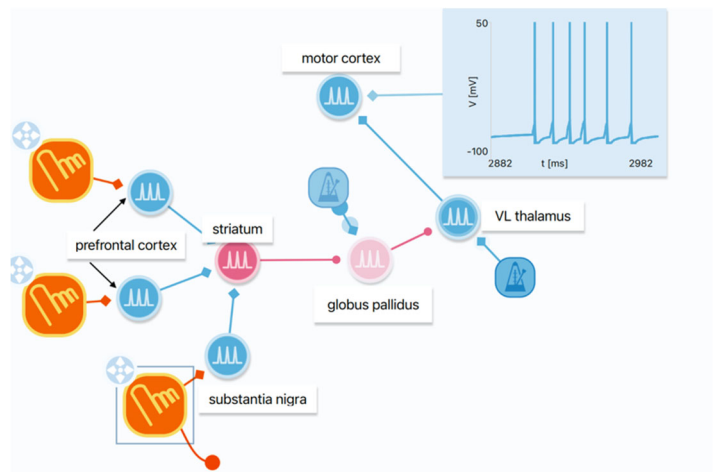 motor cortex
50
V [mV]
-100
2882
t [ms]
2982
striatum
VL thalamus
prefrontal cortex
globus pallidus
substantia nigra